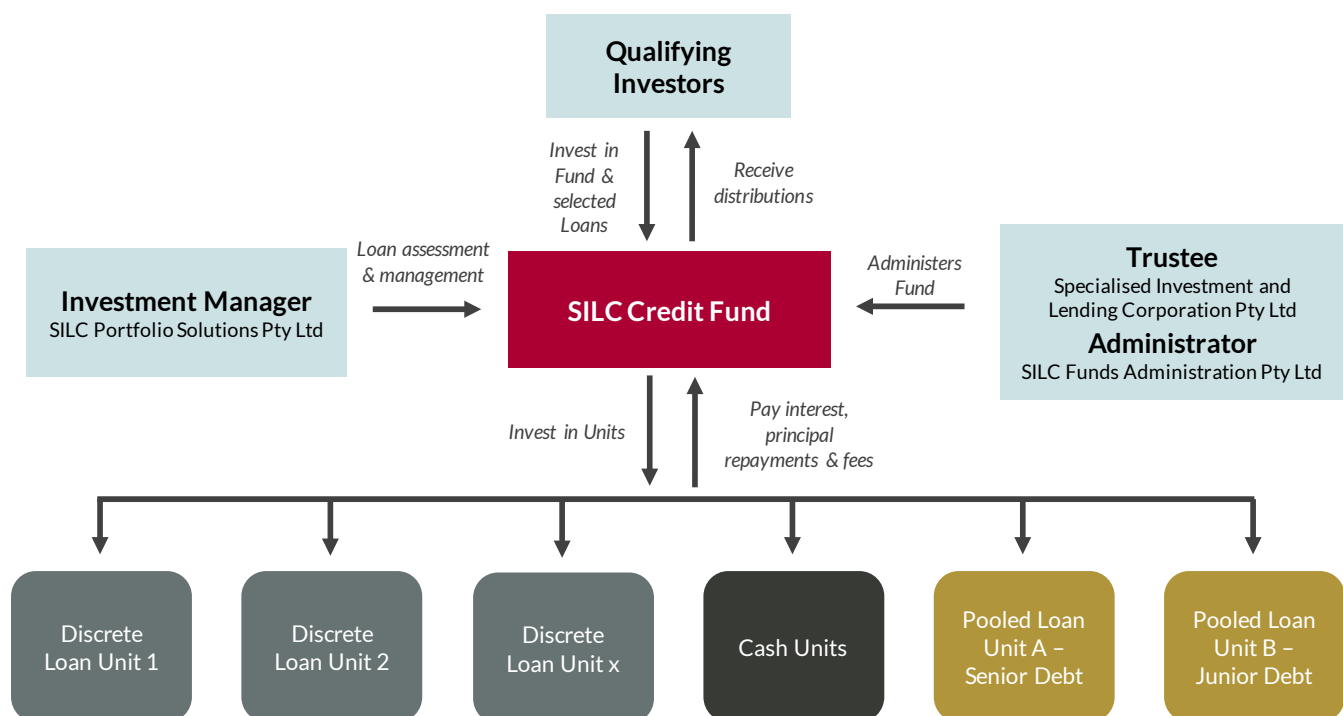 Qualifying
Investors
Invest in
Fund &
selected
Loans
Receive
distributions
Loan assessment
& management
Investment Manager
SILC Portfolio Solutions Pty Ltd
SILC Credit Fund
Administers
Fund
Trustee
Specialised Investment and
Lending Corporation Pty Ltd
Administrator
SILC Funds Administration Pty Ltd
Invest in Units
Pay interest,
principal
repayments & fees
Discrete
Loan Unit 1
Discrete
Loan Unit 2
Discrete
Loan Unit x
Cash Units
Pooled Loan
Unit A –
Senior Debt
Pooled Loan
Unit B –
Junior Debt